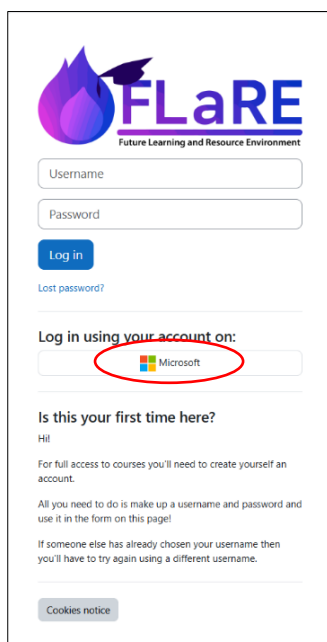 FLaRE
Future Learning and Resource Environment
Username
Password
Log in
Lost password?
Log in using your account on:
Microsoft
Is this your first time here?
Hi!
For full access to courses you'll need to create yourself an
account.
All you need to do is make up a username and password and
use it in the form on this page!
If someone else has already chosen your username then
you'll have to try again using a different username.
Cookies notice